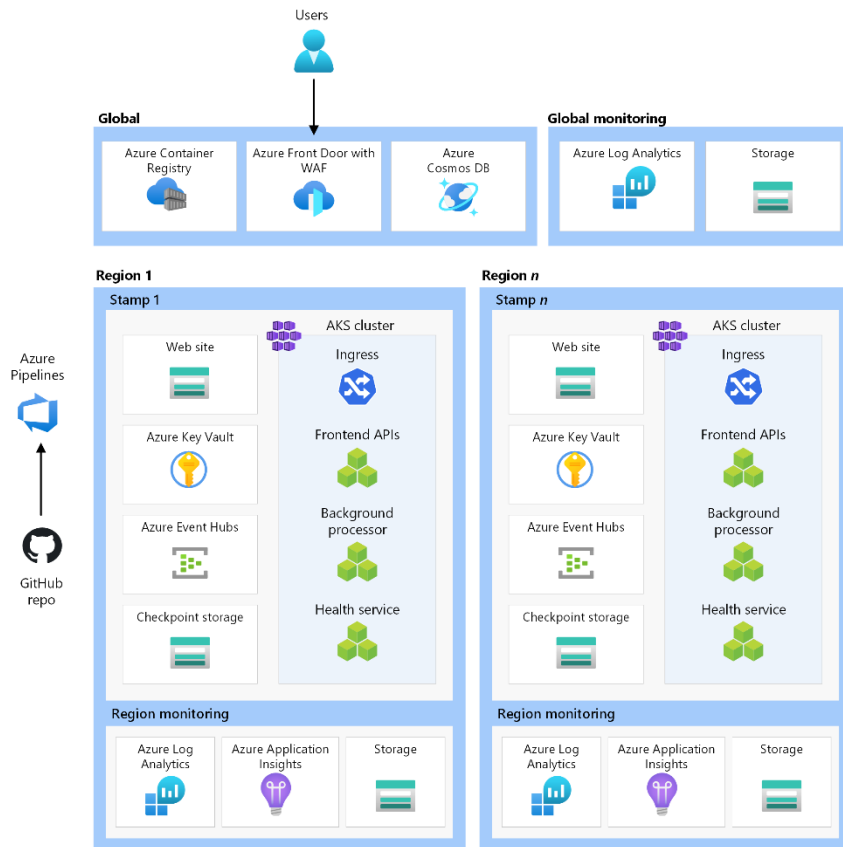 Users
Global
Azure Container
Registry
Azure Front Door with
WAF
Azure
Cosmos DB
Global monitoring
Azure Log Analytics
Storage
Azure
Pipelines
GitHub
repo
Region 1
Stamp 1
Web site
Azure Key Vault
Azure Event Hubs
Checkpoint storage
AKS cluster
Ingress
Frontend APIs
Background
processor
Health service
Region monitoring
Azure Log
Analytics
Azure Application
Insights
Storage
Region n
Stamp n
Web site
Azure Key Vault
Azure Event Hubs
Checkpoint storage
AKS cluster
Ingress
Frontend APIs
Background
processor
Health service
Region monitoring
Azure Log
Analytics
Azure Application
Insights
Storage